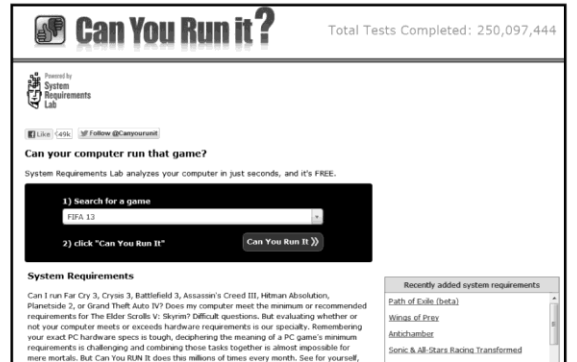 Can You Run it?
Total Tests Completed: 250,097,444
Powered by
System
Requirements
Lab
Like
49k
Follow @Canyourunit
Can your computer run that game?
System Requirements Lab analyzes your computer in just seconds, and it's FREE.
1) Search for a game
FIFA 13
2) click "Can You Run It"
Can You Run It
System Requirements
Can I run Far Cry 3, Crysis 3, Battlefield 3, Assassin's Creed III, Hitman Absolution,
Planetside 2, or Grand Theft Auto IV? Does my computer meet the minimum or recommended
requirements for The Elder Scrolls V: Skyrim? Difficult questions. But evaluating whether or
not your computer meets or exceeds hardware requirements is our specialty. Remembering
your exact PC hardware specs is tough, deciphering the meaning of a PC game's minimum
requirements is challenging and combining those tasks together is almost impossible for
mere mortals. But Can You RUN It does this millions of times every month. See for yourself,
Recently added system requirements
Path of Exile (beta)
Wings of Prey
Antichamber
Sonic & All-Stars Racing Transformed